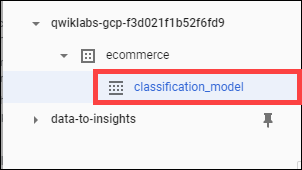 qwiklabs-gcp-f3d021f1b52f6fd9
ecommerce
classification_model
data-to-insights